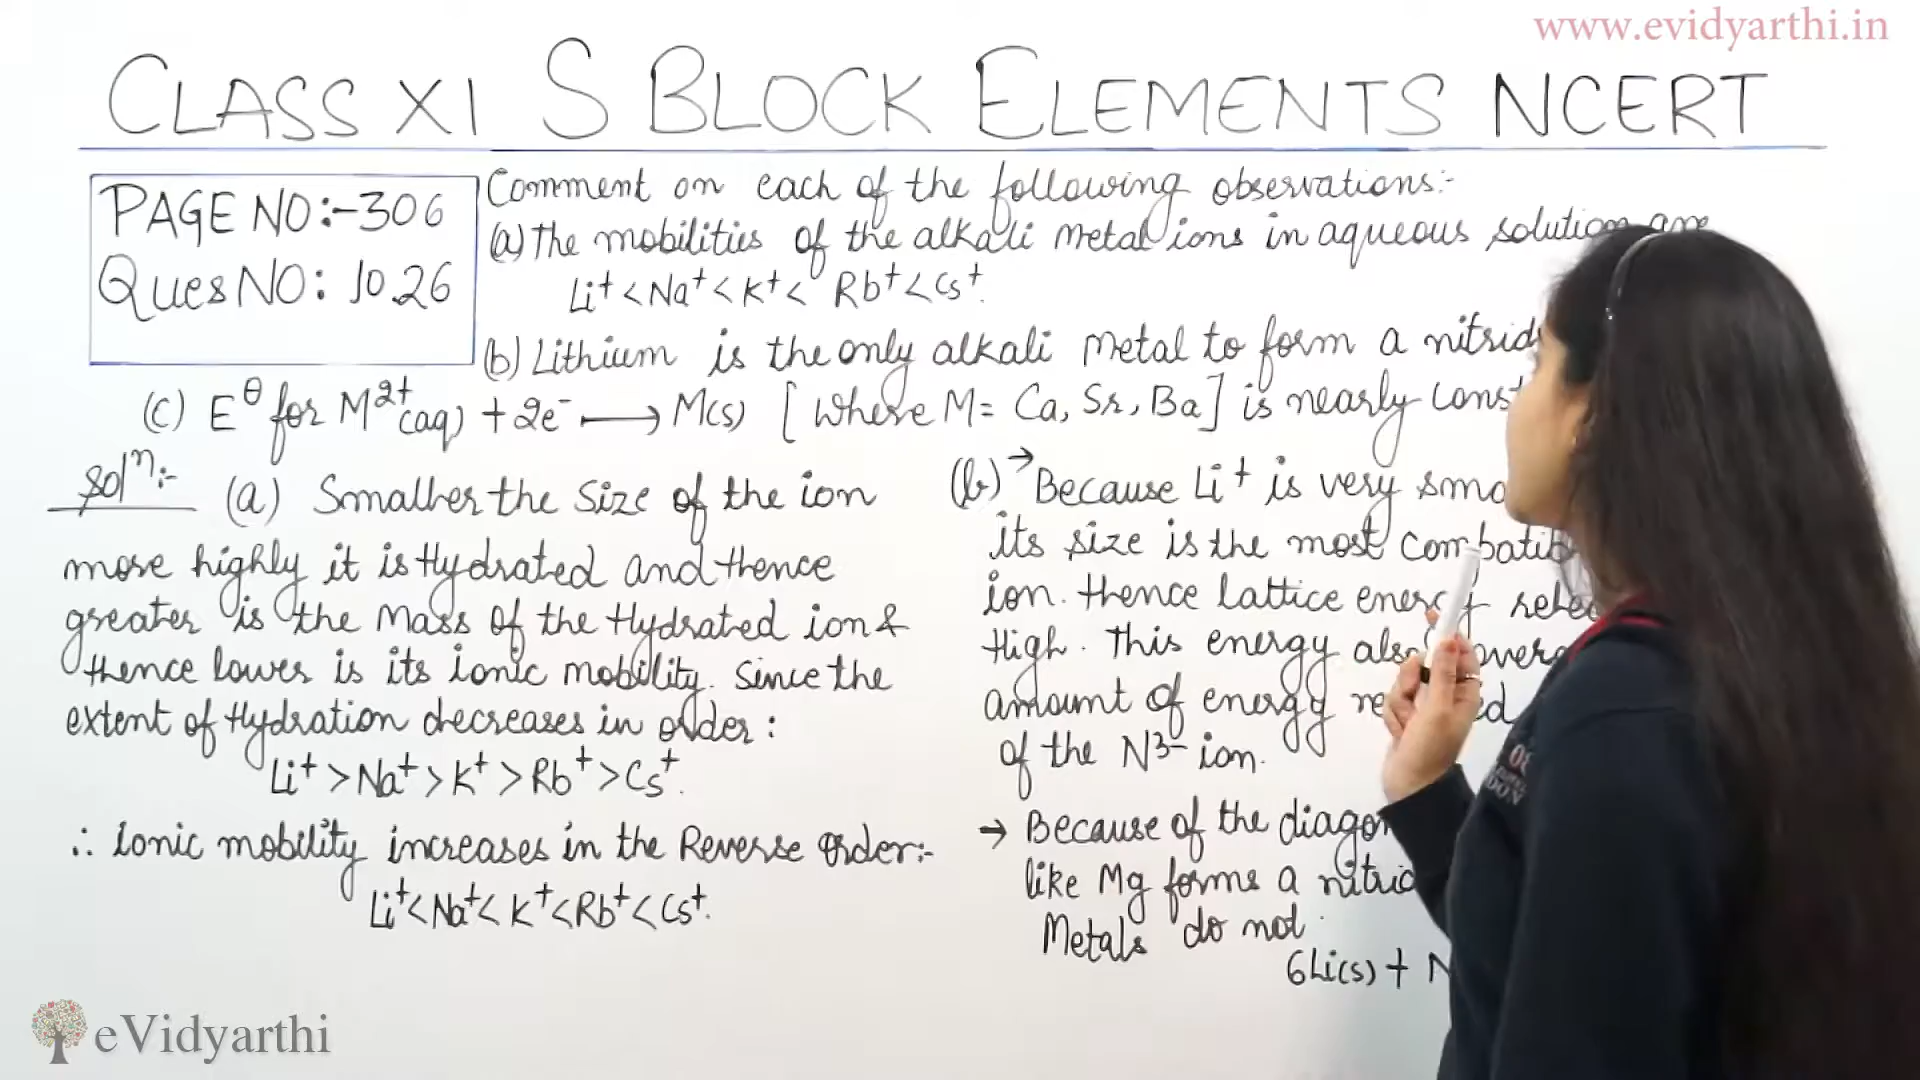 www.evidyarthi.in
CLASS XI S BLOCK ELEMENTS NCERT
PAGE NO:-306
QUES NO: 10.26
Comment on each of the following observations:-
(a) The mobilities of the alkali metal ions in aqueous solution are
Li⁺ < Na⁺ < K⁺ < Rb⁺ < Cs⁺.
(b) Lithium is the only alkali metal to form a
(c) E^θ for M²⁺(aq) + 2e⁻ ⟶ M(s) [where M = Ca, Sr, Ba] is nearly
Solⁿ:-
(a) Smaller the size of the ion
more highly it is Hydrated and Hence
greater is the Mass of the Hydrated ion &
Hence lower is its ionic mobility. Since the
extent of Hydration decreases in order :
Li⁺ > Na⁺ > K⁺ > Rb⁺ > Cs⁺.
∴ Ionic mobility increases in the Reverse order:-
Li⁺ < Na⁺ < K⁺ < Rb⁺ < Cs⁺.
(b) → Because Li⁺ is very
its size is the most
ion. Hence lattice energy
High. This energy also
amount of energy
of the N³⁻ ion.
→ Because of the
like Mg forms a
Metals do not.
6Li(s) +
eVidyarthi